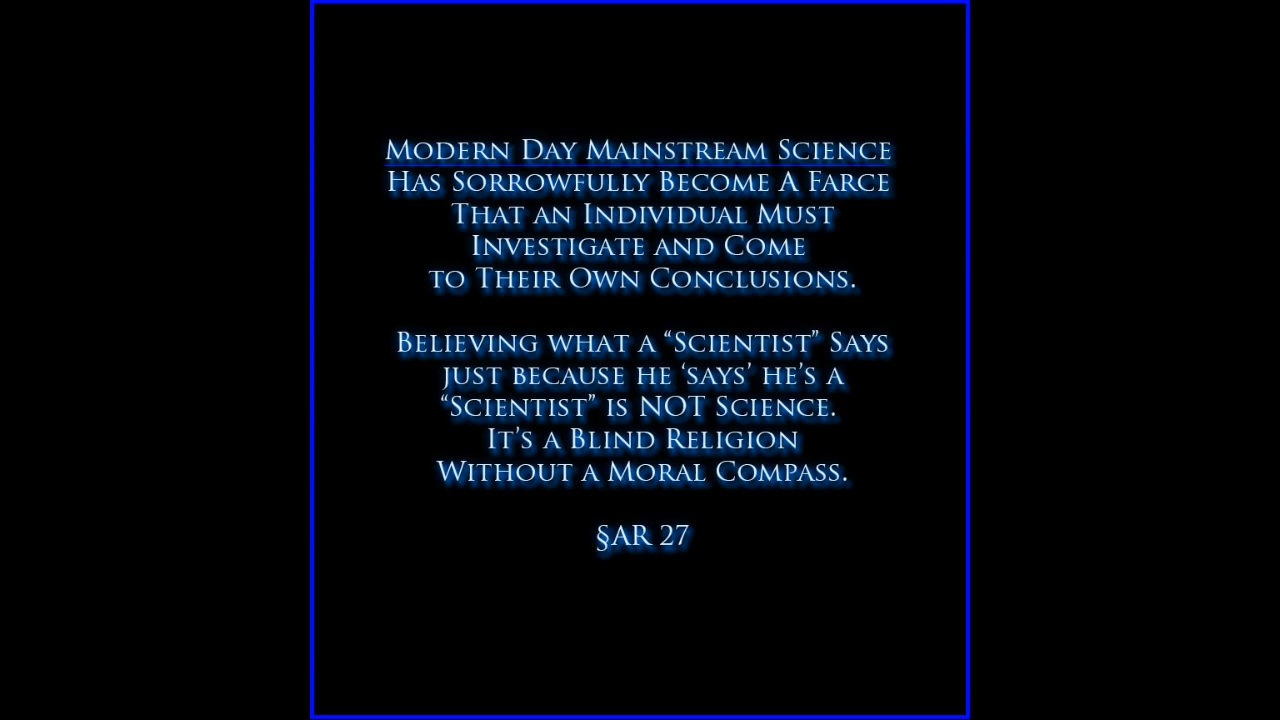 Modern Day Mainstream Science
Has Sorrowfully Become A Farce
That an Individual Must
Investigate and Come
to Their Own Conclusions.
Believing what a “Scientist” Says
just because he ‘says’ he’s a
“Scientist” is NOT Science.
It’s a Blind Religion
Without a Moral Compass.
§AR 27